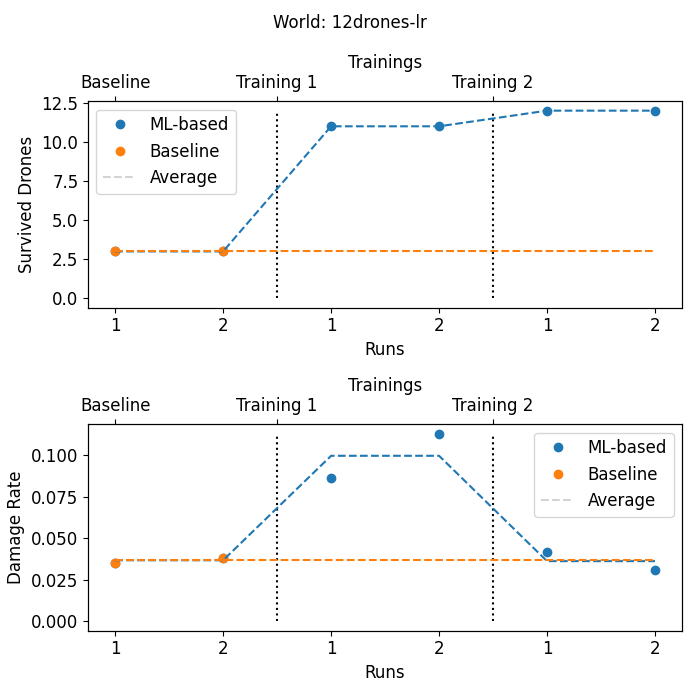 World: 12drones-lr
Trainings
Baseline Training 1 Training 2
12.5
10.0
7.5
5.0
2.5
0.0
Survived Drones
ML-based
Baseline
Average
1 2 1 2 1 2
Runs
Trainings
Baseline Training 1 Training 2
0.100
0.075
0.050
0.025
0.000
Damage Rate
ML-based
Baseline
Average
1 2 1 2 1 2
Runs